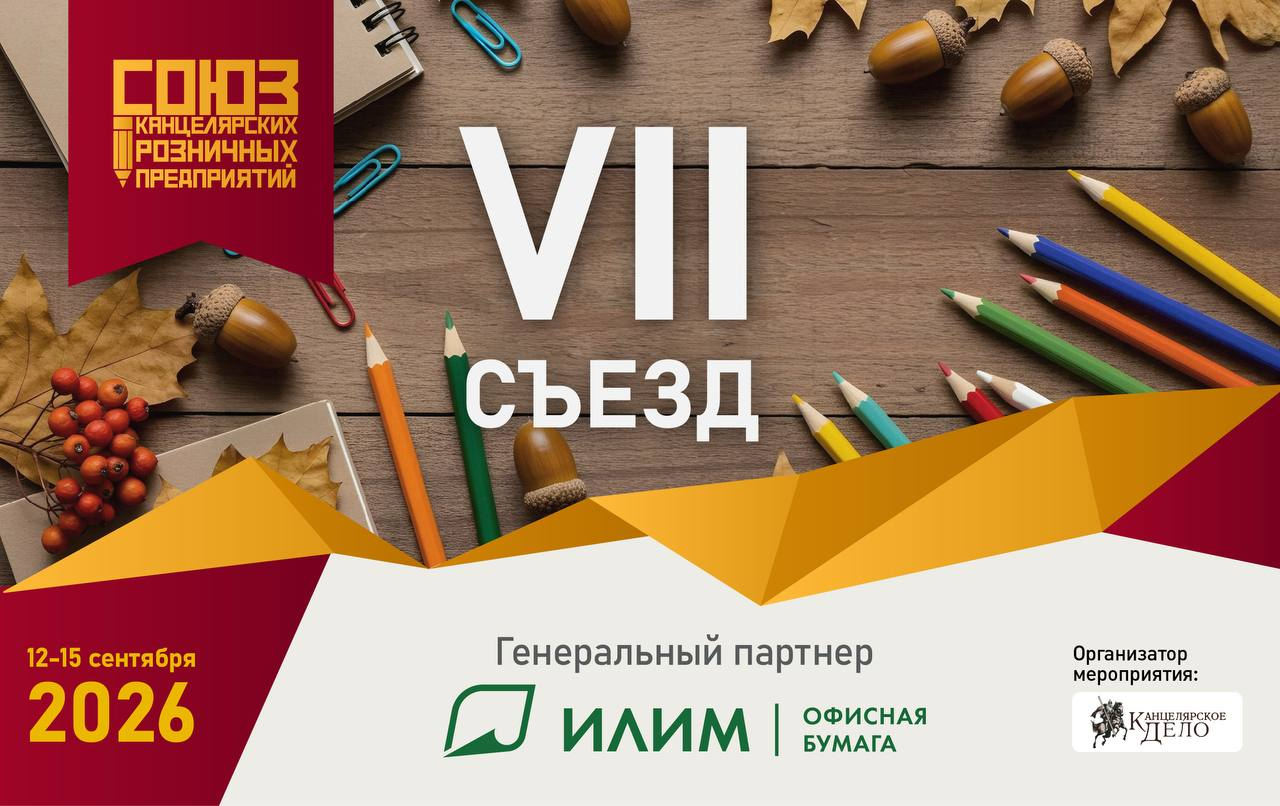 СОЮЗ
КАНЦЕЛЯРСКИХ
РОЗНИЧНЫХ
ПРЕДПРИЯТИЙ
VII
СЪЕЗД
12-15 сентября
2026
Генеральный партнер
ИЛИМ
ОФИСНАЯ
БУМАГА
Организатор
мероприятия:
КАНЦЕЛЯРСКОЕ
ДЕЛО